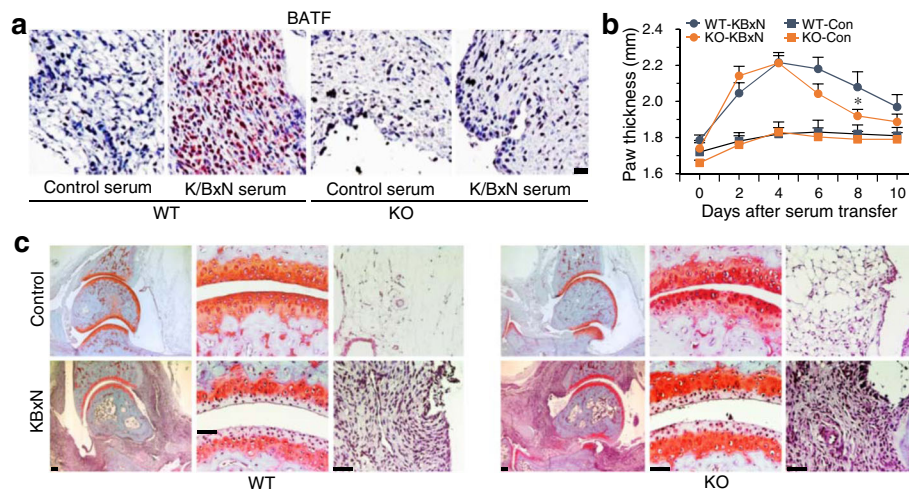 a
BATF
Control serum K/BxN serum Control serum K/BxN serum
WT KO
b
WT-KBxN WT-Con
KO-KBxN KO-Con
Paw thickness (mm)
2.6
2.2
2.0
1.8
1.6
*
0 2 4 6 8 10
Days after serum transfer
c
Control
KBxN
WT KO